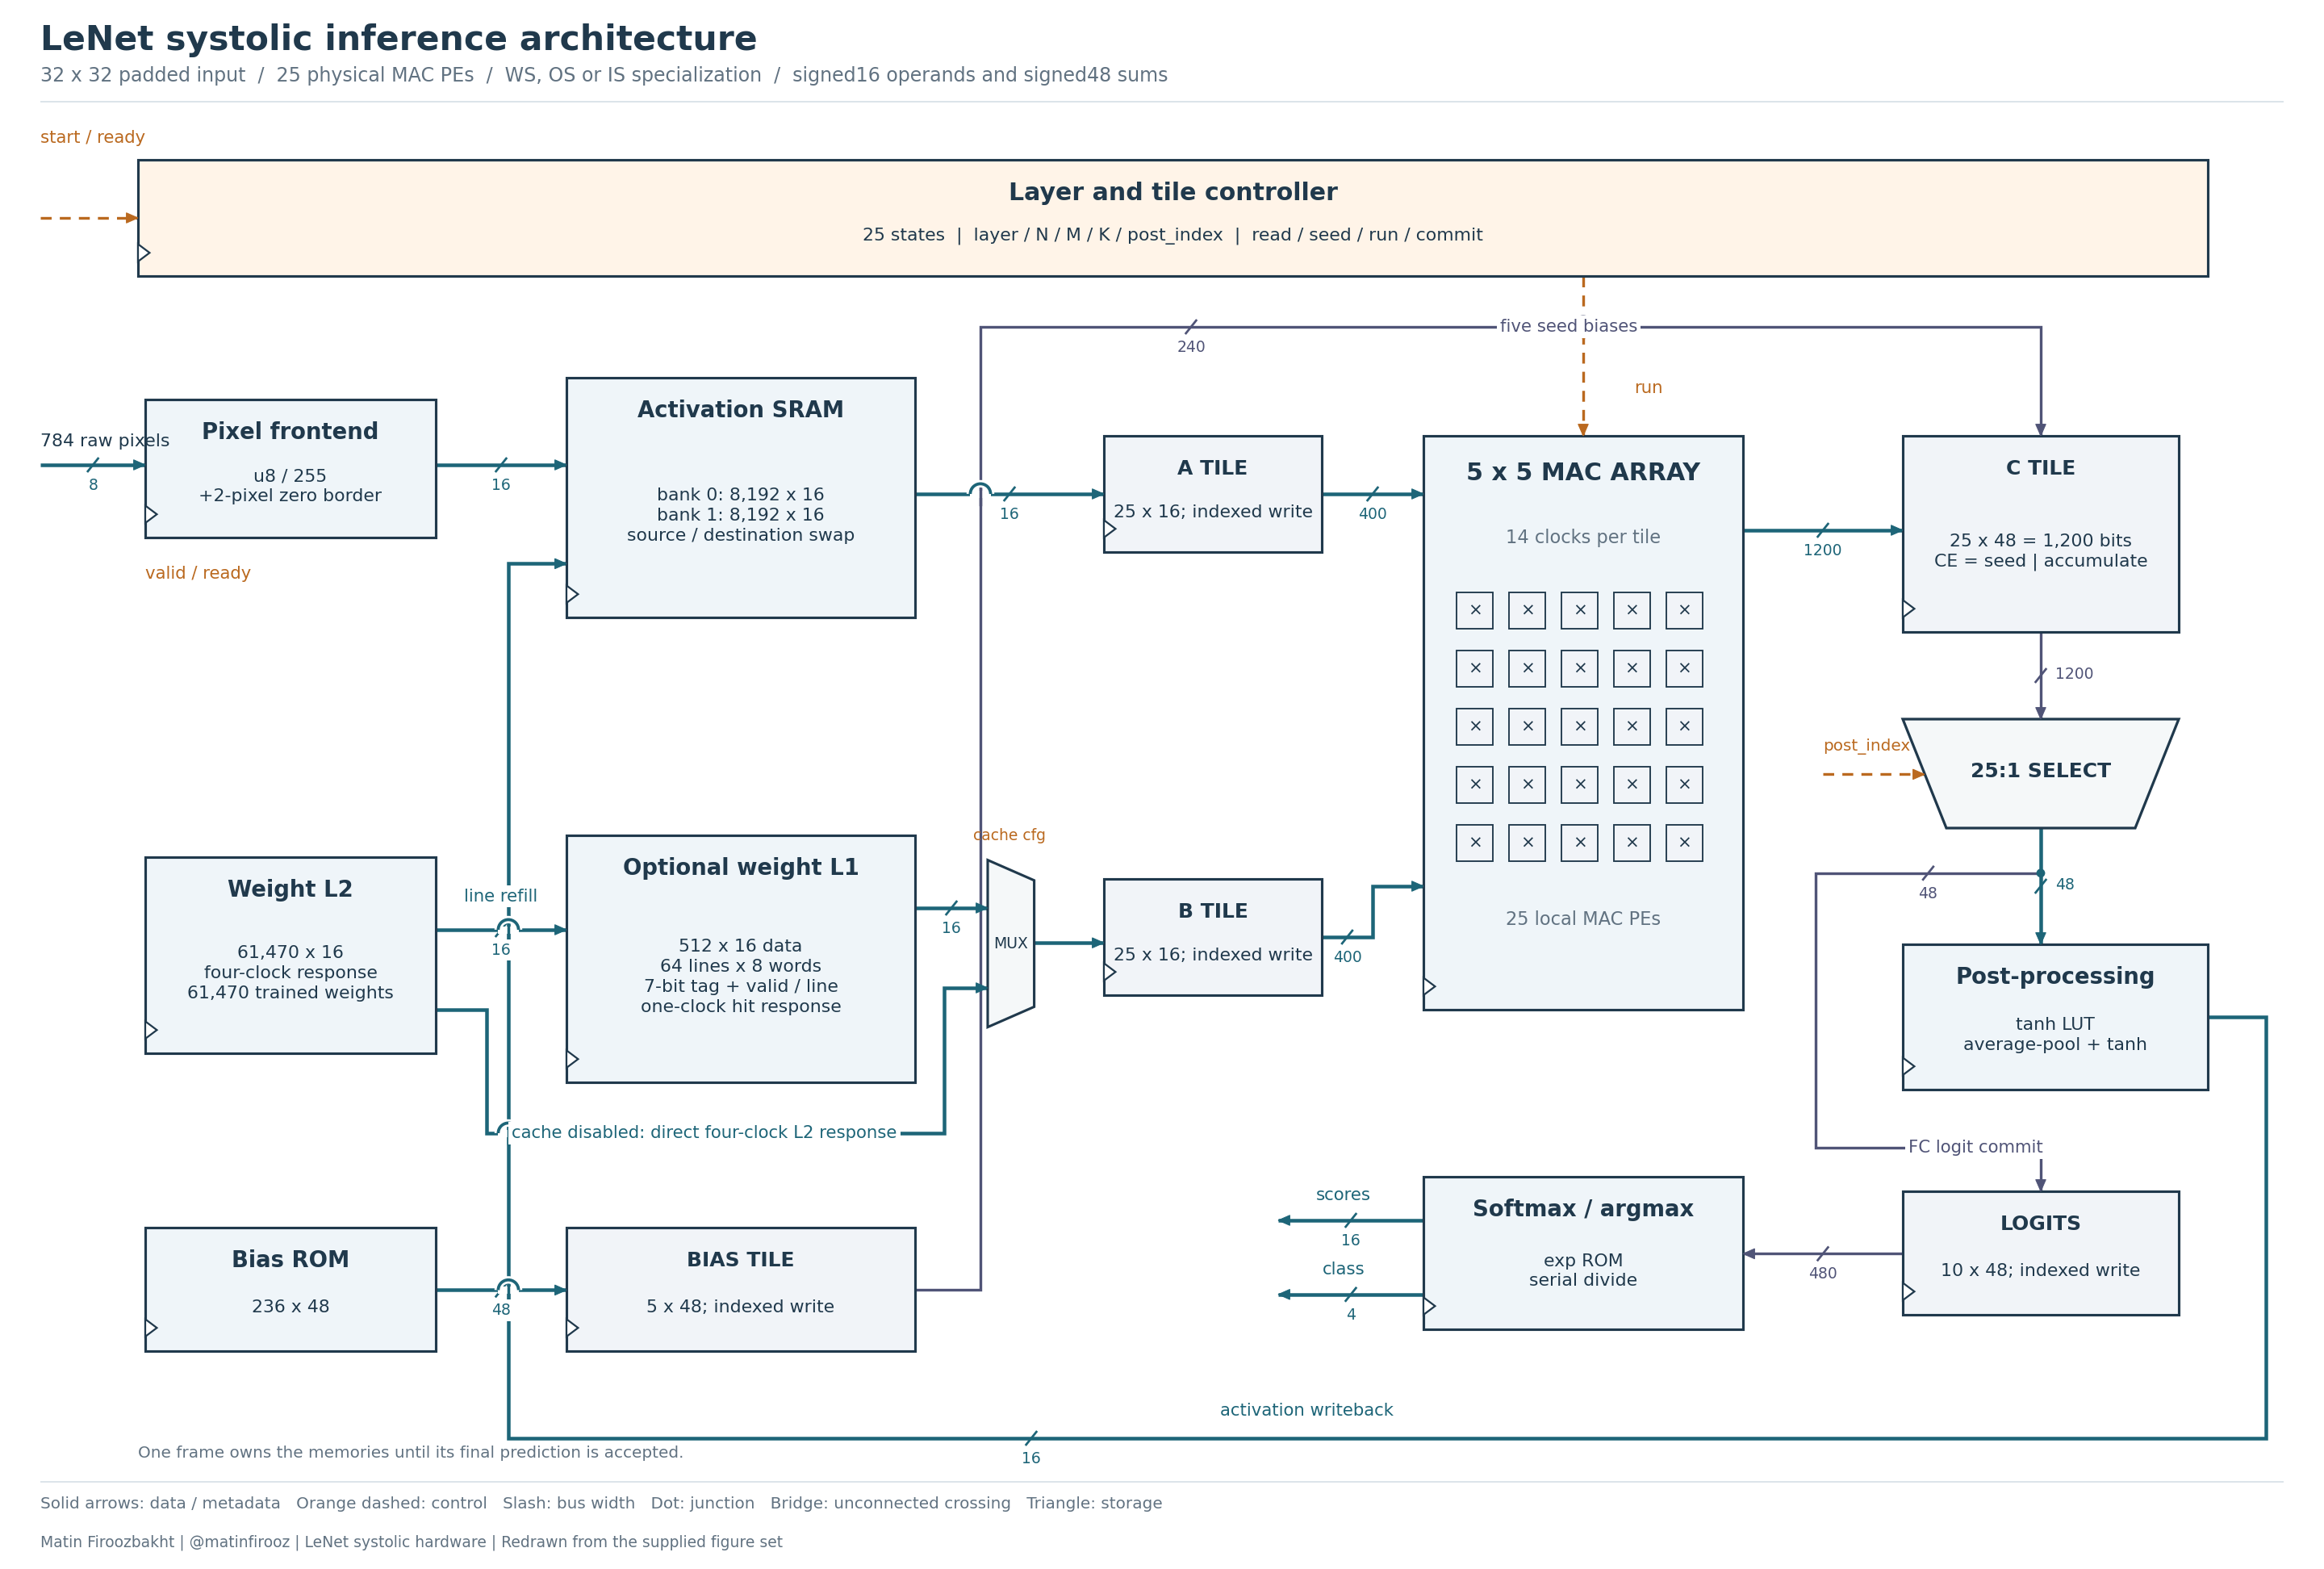 LeNet systolic inference architecture
32 x 32 padded input / 25 physical MAC PEs / WS, OS or IS specialization / signed16 operands and signed48 sums
start / ready
Layer and tile controller
25 states | layer / N / M / K / post_index | read / seed / run / commit
five seed biases
240
run
784 raw pixels
8
Pixel frontend
u8 / 255
+2-pixel zero border
valid / ready
16
Activation SRAM
bank 0: 8,192 x 16
bank 1: 8,192 x 16
source / destination swap
16
A TILE
25 x 16; indexed write
400
5 x 5 MAC ARRAY
14 clocks per tile
× × × × ×
× × × × ×
× × × × ×
× × × × ×
× × × × ×
25 local MAC PEs
1200
C TILE
25 x 48 = 1,200 bits
CE = seed | accumulate
1200
post_index
25:1 SELECT
48
48
Weight L2
61,470 x 16
four-clock response
61,470 trained weights
line refill
16
Optional weight L1
512 x 16 data
64 lines x 8 words
7-bit tag + valid / line
one-clock hit response
16
cache cfg
MUX
B TILE
25 x 16; indexed write
400
Post-processing
tanh LUT
average-pool + tanh
cache disabled: direct four-clock L2 response
FC logit commit
Bias ROM
236 x 48
48
BIAS TILE
5 x 48; indexed write
scores
16
class
4
Softmax / argmax
exp ROM
serial divide
480
LOGITS
10 x 48; indexed write
activation writeback
16
One frame owns the memories until its final prediction is accepted.
Solid arrows: data / metadata Orange dashed: control Slash: bus width Dot: junction Bridge: unconnected crossing Triangle: storage
Matin Firoozbakht | @matinfirooz | LeNet systolic hardware | Redrawn from the supplied figure set